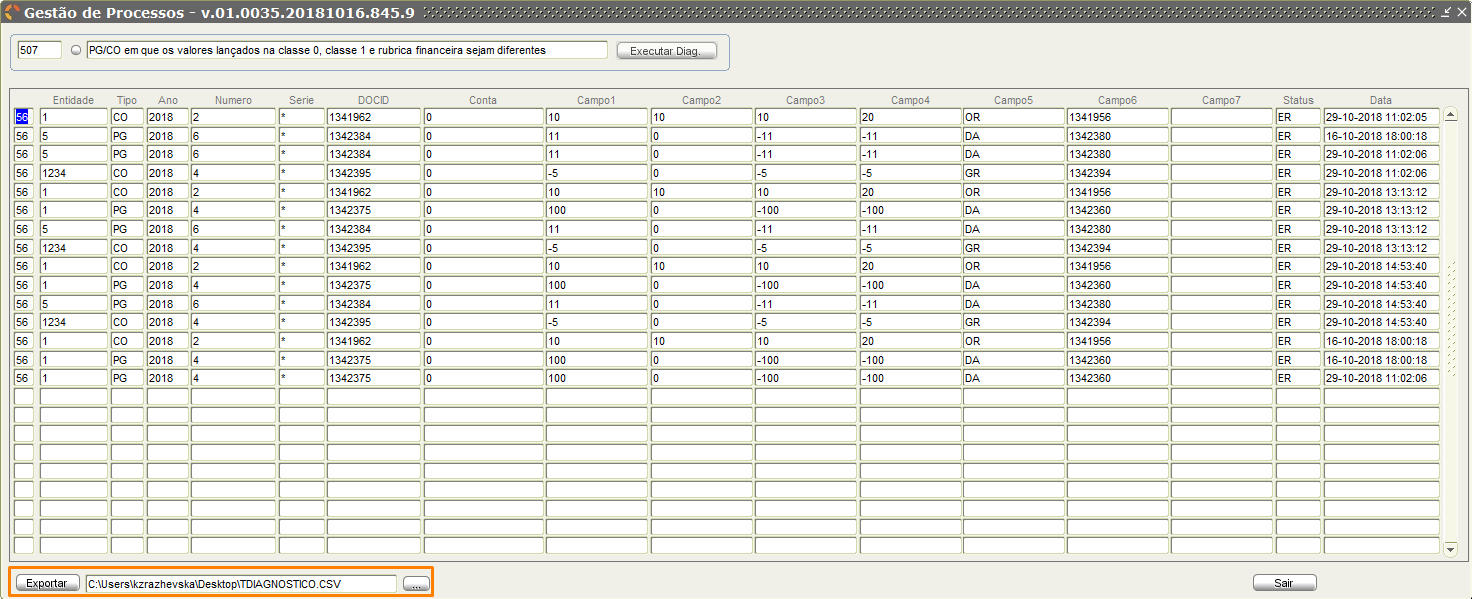 Gestão de Processos - v.01.0035.20181016.845.9
507 PG/CO em que os valores lançados na classe 0, classe 1 e rubrica financeira sejam diferentes Executar Diag.
Entidade Tipo Ano Numero Serie DOCID Conta Campo1 Campo2 Campo3 Campo4 Campo5 Campo6 Campo7 Status Data
56 1 CO 2018 2 * 1341962 0 10 10 10 20 OR 1341956 ER 29-10-2018 11:02:05
56 5 PG 2018 6 * 1342384 0 11 0 -11 -11 DA 1342380 ER 16-10-2018 18:00:18
56 5 PG 2018 6 * 1342384 0 11 0 -11 -11 DA 1342380 ER 29-10-2018 11:02:06
56 1234 CO 2018 4 * 1342395 0 -5 0 -5 -5 GR 1342394 ER 29-10-2018 11:02:06
56 1 CO 2018 2 * 1341962 0 10 10 10 20 OR 1341956 ER 29-10-2018 13:13:12
56 1 PG 2018 4 * 1342375 0 100 0 -100 -100 DA 1342360 ER 29-10-2018 13:13:12
56 5 PG 2018 6 * 1342384 0 11 0 -11 -11 DA 1342380 ER 29-10-2018 13:13:12
56 1234 CO 2018 4 * 1342395 0 -5 0 -5 -5 GR 1342394 ER 29-10-2018 13:13:12
56 1 CO 2018 2 * 1341962 0 10 10 10 20 OR 1341956 ER 29-10-2018 14:53:40
56 1 PG 2018 4 * 1342375 0 100 0 -100 -100 DA 1342360 ER 29-10-2018 14:53:40
56 5 PG 2018 6 * 1342384 0 11 0 -11 -11 DA 1342380 ER 29-10-2018 14:53:40
56 1234 CO 2018 4 * 1342395 0 -5 0 -5 -5 GR 1342394 ER 29-10-2018 14:53:40
56 1 CO 2018 2 * 1341962 0 10 10 10 20 OR 1341956 ER 16-10-2018 18:00:18
56 1 PG 2018 4 * 1342375 0 100 0 -100 -100 DA 1342360 ER 16-10-2018 18:00:18
56 1 PG 2018 4 * 1342375 0 100 0 -100 -100 DA 1342360 ER 29-10-2018 11:02:06
Exportar C:\Users\kzrazhevska\Desktop\TDIAGNOSTICO.CSV ... Sair